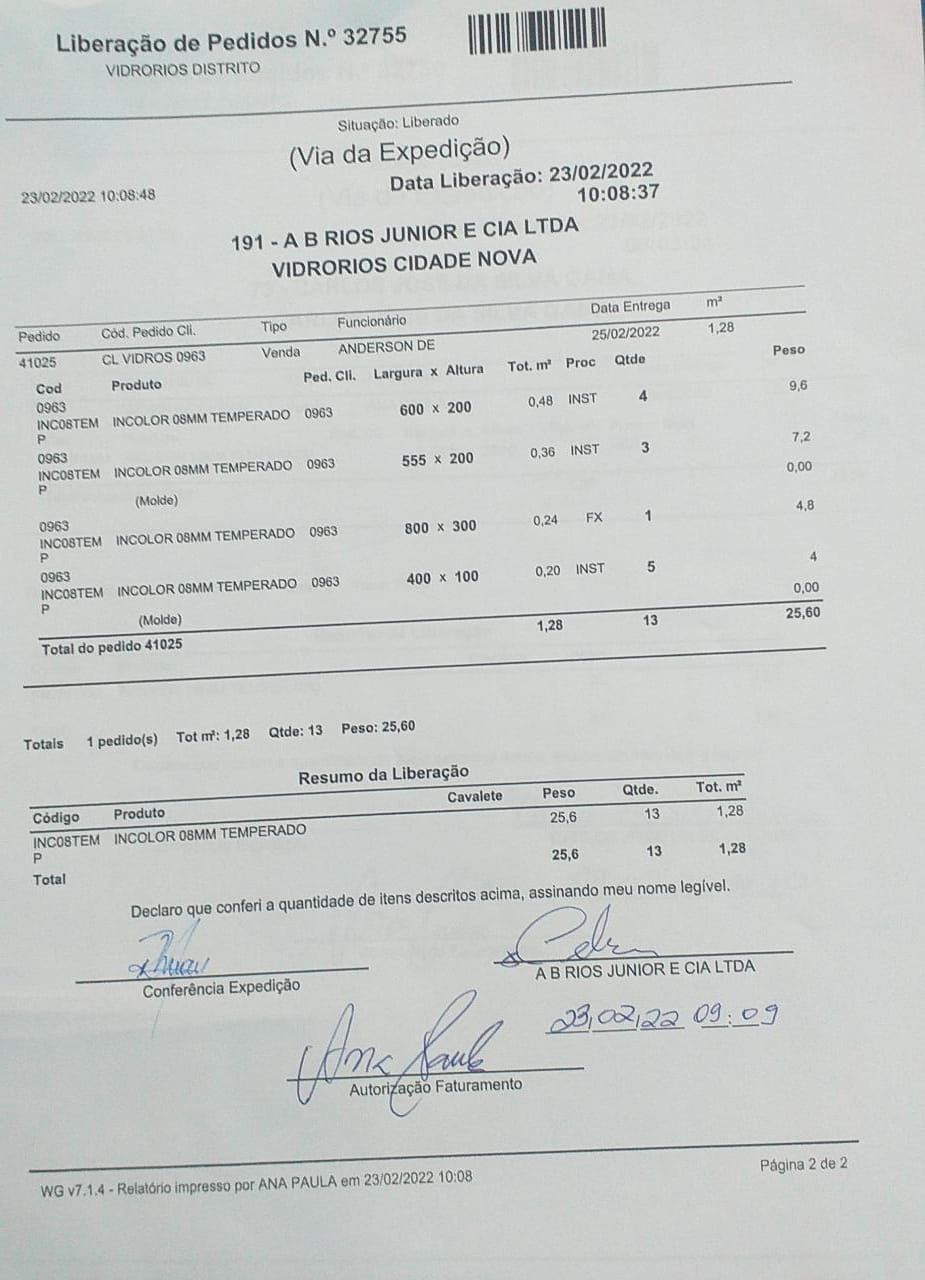 Liberação de Pedidos N.º 32755
VIDRORIOS DISTRITO
Situação: Liberado
(Via da Expedição)
23/02/2022 10:08:48
Data Liberação: 23/02/2022
10:08:37
191 - A B RIOS JUNIOR E CIA LTDA
VIDRORIOS CIDADE NOVA
Pedido Cód. Pedido Cli. Tipo Funcionário Data Entrega m²
41025 CL VIDROS 0963 Venda ANDERSON DE 25/02/2022 1,28
Cod Produto Ped. Cli. Largura x Altura Tot. m² Proc Qtde Peso
0963
INC08TEM INCOLOR 08MM TEMPERADO 0963 600 x 200 0,48 INST 4 9,6
P
0963
INC08TEM INCOLOR 08MM TEMPERADO 0963 555 x 200 0,36 INST 3 7,2
P
(Molde) 0,00
0963
INC08TEM INCOLOR 08MM TEMPERADO 0963 800 x 300 0,24 FX 1 4,8
P
0963
INC08TEM INCOLOR 08MM TEMPERADO 0963 400 x 100 0,20 INST 5 4
P
(Molde) 0,00
Total do pedido 41025 1,28 13 25,60
Totais 1 pedido(s) Tot m²: 1,28 Qtde: 13 Peso: 25,60
Resumo da Liberação
Código Produto Cavalete Peso Qtde. Tot. m²
INC08TEM INCOLOR 08MM TEMPERADO 25,6 13 1,28
P
Total 25,6 13 1,28
Declaro que conferi a quantidade de itens descritos acima, assinando meu nome legível.
Conferência Expedição
A B RIOS JUNIOR E CIA LTDA
23,02,22 09:09
Ana Paula
Autorização Faturamento
WG v7.1.4 - Relatório impresso por ANA PAULA em 23/02/2022 10:08
Página 2 de 2